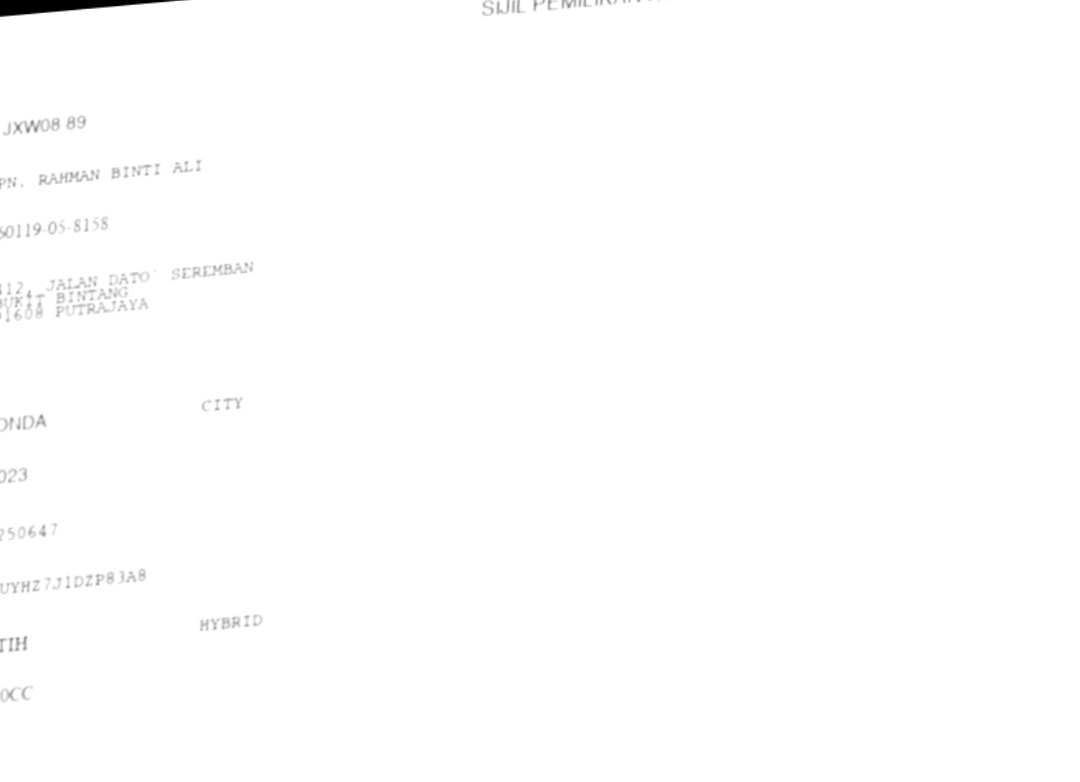 SIJIL PEMILIKAN
JXW08 89
PN. RAHMAN BINTI ALI
60119-05-8158
112, JALAN DATO` SEREMBAN
BUKIT BINTANG
01608 PUTRAJAYA
ONDA CITY
023
250647
UYHZ7J1DZP83A8
TIH HYBRID
0CC